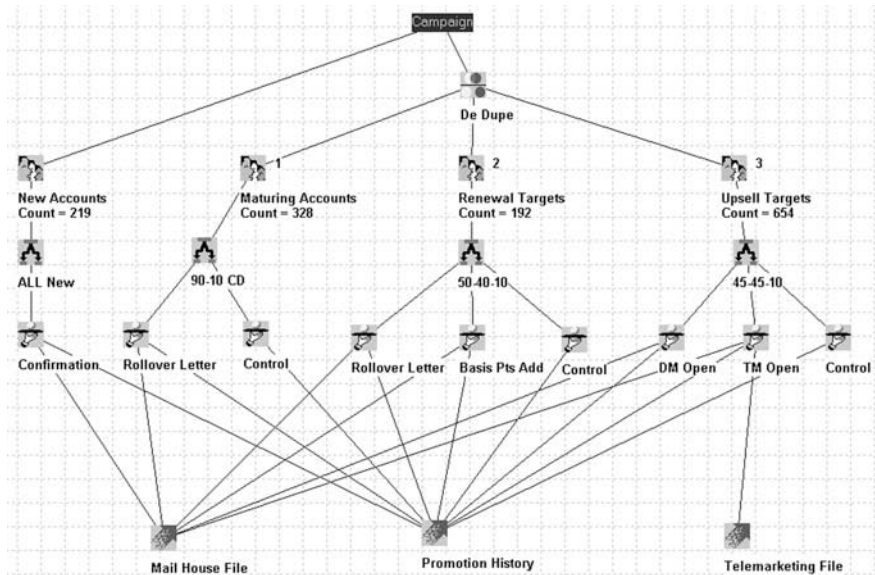 Campaign
De Dupe
1
2
3
New Accounts
Count = 219
Maturing Accounts
Count = 328
Renewal Targets
Count = 192
Upsell Targets
Count = 654
ALL New
90-10 CD
50-40-10
45-45-10
Confirmation
Rollover Letter
Control
Rollover Letter
Basis Pts Add
Control
DM Open
TM Open
Control
Mail House File
Promotion History
Telemarketing File